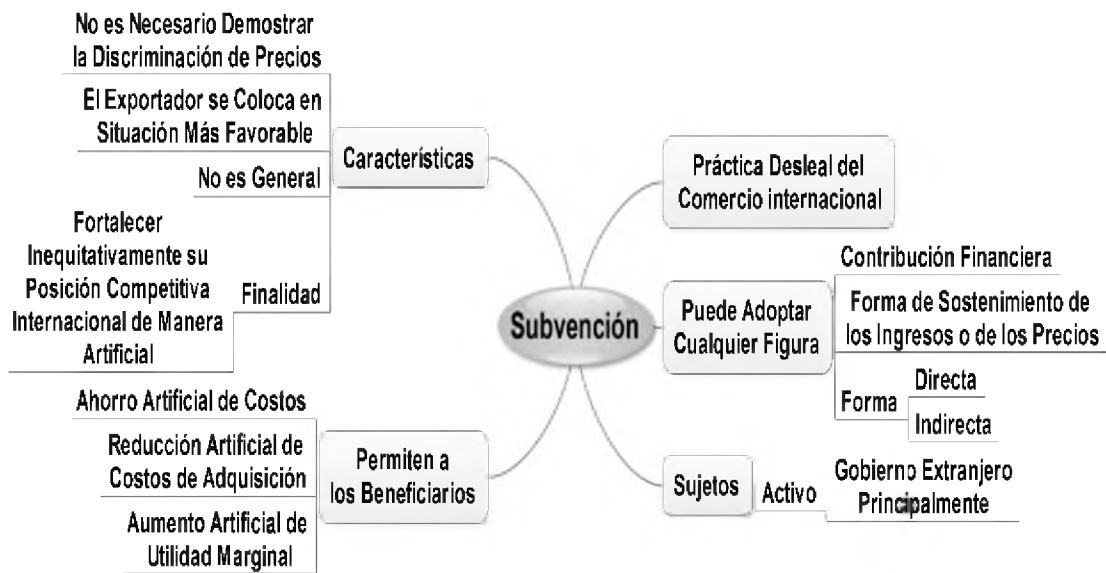 Subvención
Características
No es Necesario Demostrar
la Discriminación de Precios
El Exportador se Coloca en
Situación Más Favorable
No es General
Finalidad
Fortalecer
Inequitativamente su
Posición Competitiva
Internacional de Manera
Artificial
Permiten a
los Beneficiarios
Ahorro Artificial de Costos
Reducción Artificial de
Costos de Adquisición
Aumento Artificial de
Utilidad Marginal
Práctica Desleal del
Comercio internacional
Puede Adoptar
Cualquier Figura
Contribución Financiera
Forma de Sostenimiento de
los Ingresos o de los Precios
Forma
Directa
Indirecta
Sujetos
Activo
Gobierno Extranjero
Principalmente